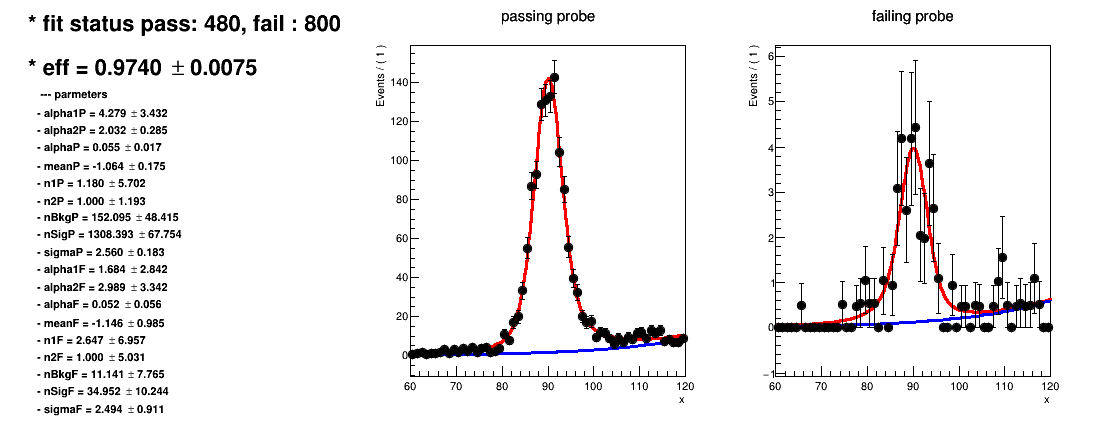 * fit status pass: 480, fail : 800
* eff = 0.9740 ± 0.0075
--- parmeters
- alpha1P = 4.279 ± 3.432
- alpha2P = 2.032 ± 0.285
- alphaP = 0.055 ± 0.017
- meanP = -1.064 ± 0.175
- n1P = 1.180 ± 5.702
- n2P = 1.000 ± 1.193
- nBkgP = 152.095 ± 48.415
- nSigP = 1308.393 ± 67.754
- sigmaP = 2.560 ± 0.183
- alpha1F = 1.684 ± 2.842
- alpha2F = 2.989 ± 3.342
- alphaF = 0.052 ± 0.056
- meanF = -1.146 ± 0.985
- n1F = 2.647 ± 6.957
- n2F = 1.000 ± 5.031
- nBkgF = 11.141 ± 7.765
- nSigF = 34.952 ± 10.244
- sigmaF = 2.494 ± 0.911
passing probe
Events / ( 1 )
140
120
100
80
60
40
20
0
60 70 80 90 100 110 120
x
failing probe
Events / ( 1 )
6
5
4
3
2
1
0
−1
60 70 80 90 100 110 120
x